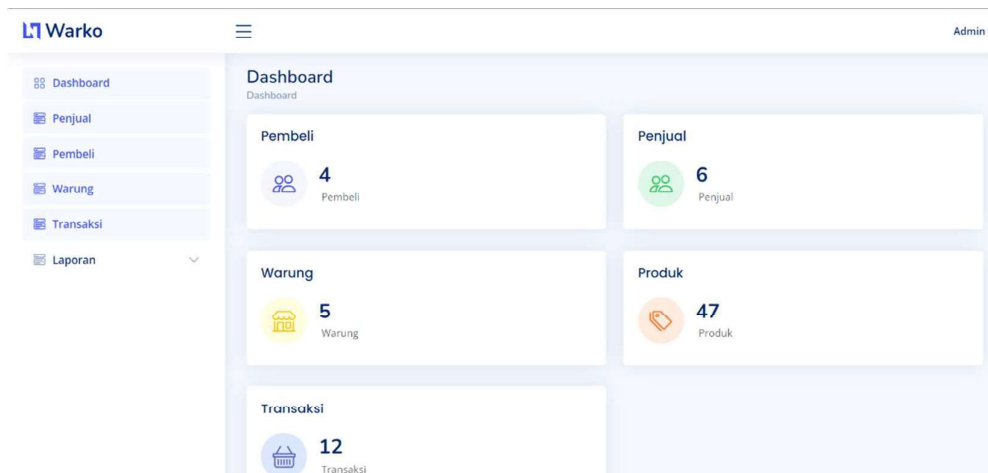 Warko
Admin
Dashboard
Penjual
Pembeli
Warung
Transaksi
Laporan
Dashboard
Dashboard
Pembeli
4
Pembeli
Penjual
6
Penjual
Warung
5
Warung
Produk
47
Produk
Transaksi
12
Transaksi